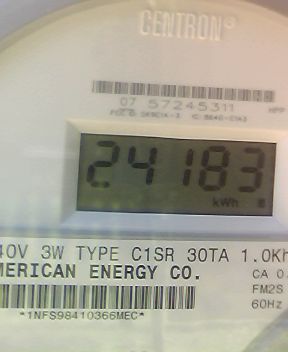 CENTRON®
07 57245311
24183
kWh
40V 3W TYPE C1SR 30TA 1.0Kh
MERICAN ENERGY CO.
CA 0.
FM2S
60Hz
*1NFS98410366MEC*